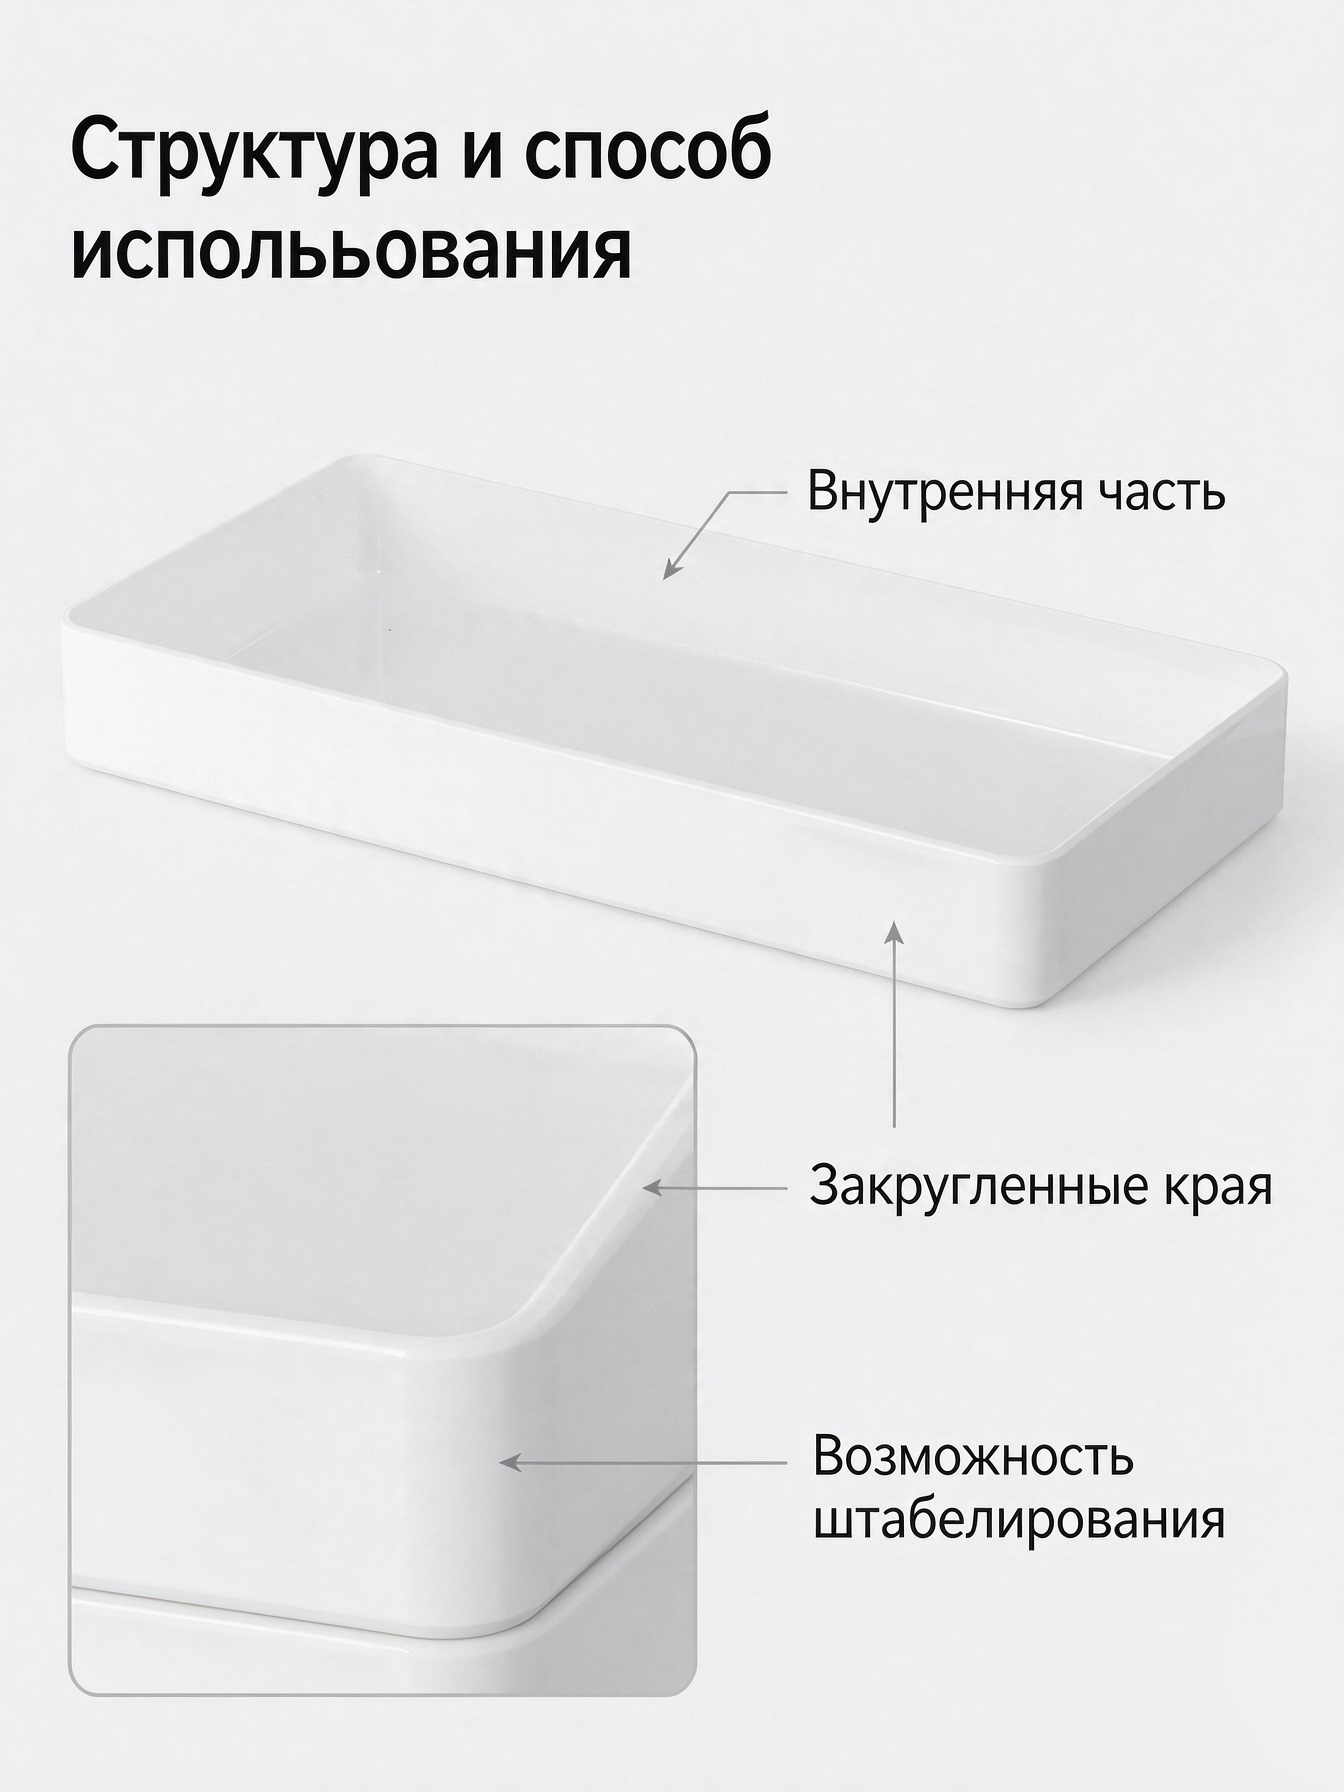 Структура и способ
исполььования
Внутренняя часть
Закругленные края
Возможность
штабелирования